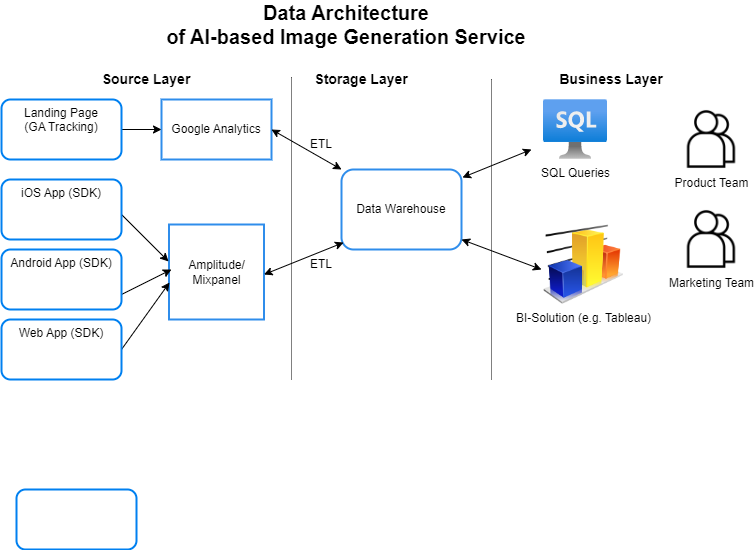 Data Architecture
of AI-based Image Generation Service
Source Layer
Storage Layer
Business Layer
Landing Page
(GA Tracking)
Google Analytics
ETL
SQL
SQL Queries
Product Team
iOS App (SDK)
Data Warehouse
Android App (SDK)
Amplitude/
Mixpanel
ETL
Marketing Team
Web App (SDK)
BI-Solution (e.g. Tableau)